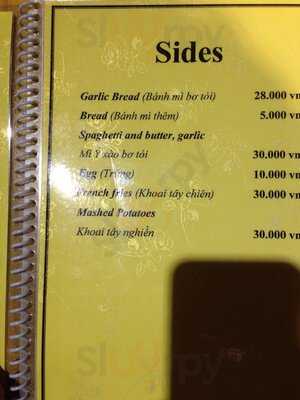 Sides
Garlic Bread (Bánh mì bơ tỏi) 28.000 vn
Bread (Bánh mì thêm) 5.000 vn
Spaghetti and butter, garlic
Mì Ý xào bơ tỏi 30.000 vn
Egg (Trứng) 10.000 vn
French fries (Khoai tây chiên) 30.000 vn
Mashed Potatoes
Khoai tây nghiền 30.000 vn